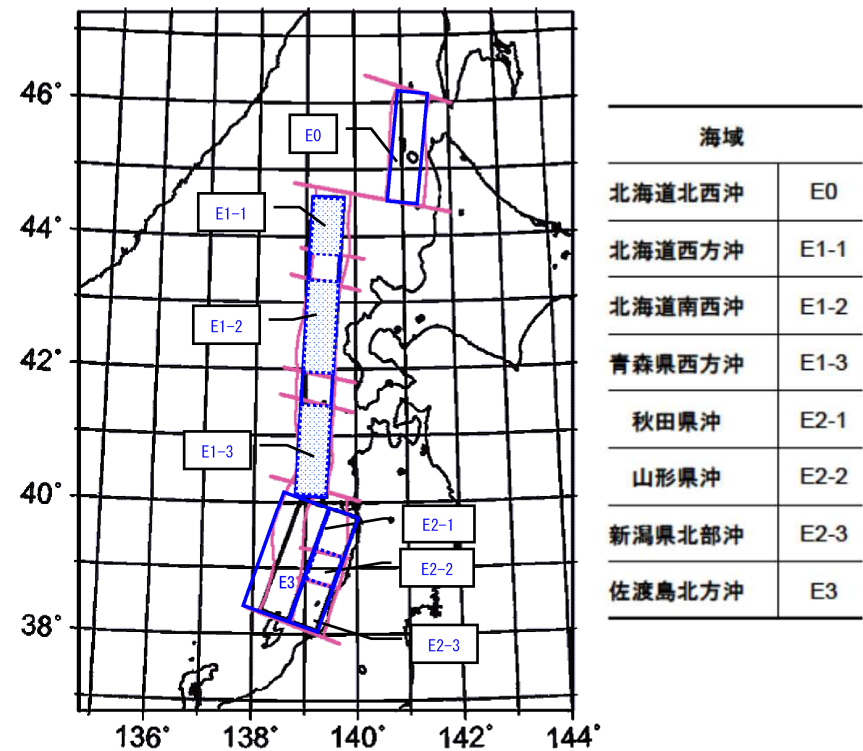 46°
44°
42°
40°
38°
136°
138°
140°
142°
144°
E0
E1-1
E1-2
E1-3
E2-1
E3
E2-2
E2-3
海域
北海道北西沖 E0
北海道西方沖 E1-1
北海道南西沖 E1-2
青森県西方沖 E1-3
秋田県沖 E2-1
山形県沖 E2-2
新潟県北部沖 E2-3
佐渡島北方沖 E3